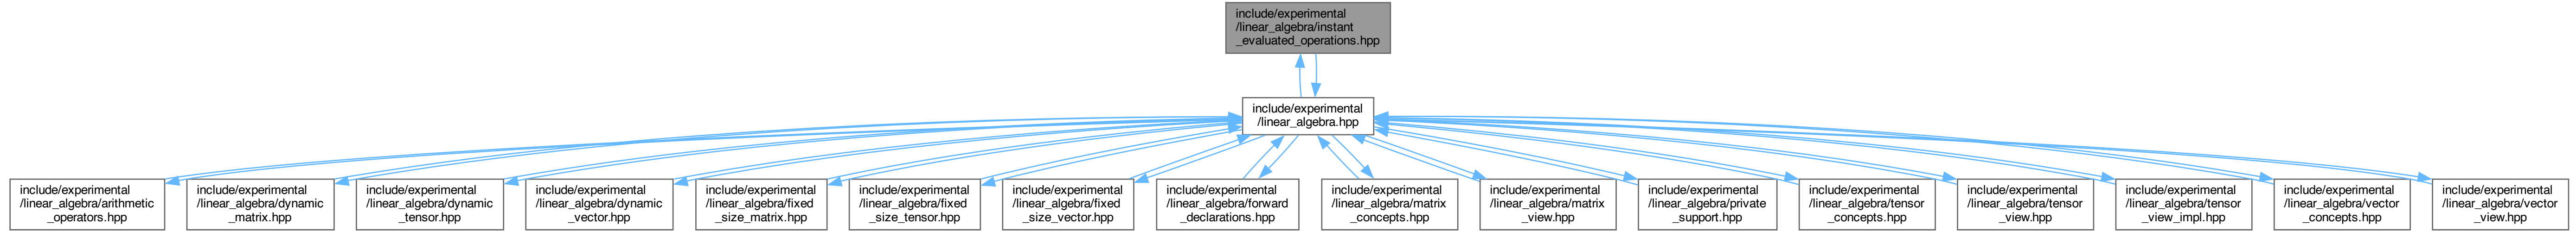 include/experimental
/linear_algebra/instant
_evaluated_operations.hpp
include/experimental
/linear_algebra.hpp
include/experimental
/linear_algebra/arithmetic
_operators.hpp
include/experimental
/linear_algebra/dynamic
_matrix.hpp
include/experimental
/linear_algebra/dynamic
_tensor.hpp
include/experimental
/linear_algebra/dynamic
_vector.hpp
include/experimental
/linear_algebra/fixed
_size_matrix.hpp
include/experimental
/linear_algebra/fixed
_size_tensor.hpp
include/experimental
/linear_algebra/fixed
_size_vector.hpp
include/experimental
/linear_algebra/forward
_declarations.hpp
include/experimental
/linear_algebra/matrix
_concepts.hpp
include/experimental
/linear_algebra/matrix
_view.hpp
include/experimental
/linear_algebra/private
_support.hpp
include/experimental
/linear_algebra/tensor
_concepts.hpp
include/experimental
/linear_algebra/tensor
_view.hpp
include/experimental
/linear_algebra/tensor
_view_impl.hpp
include/experimental
/linear_algebra/vector
_concepts.hpp
include/experimental
/linear_algebra/vector
_view.hpp